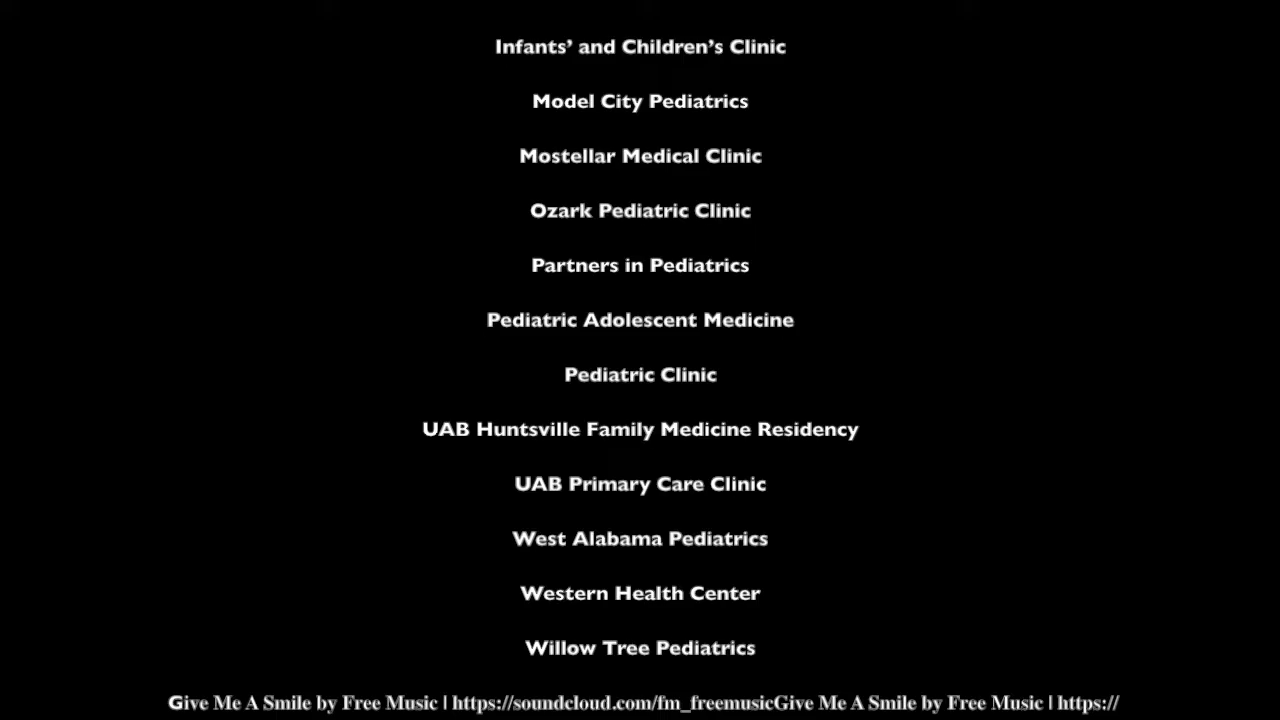 Infants’ and Children’s Clinic
Model City Pediatrics
Mostellar Medical Clinic
Ozark Pediatric Clinic
Partners in Pediatrics
Pediatric Adolescent Medicine
Pediatric Clinic
UAB Huntsville Family Medicine Residency
UAB Primary Care Clinic
West Alabama Pediatrics
Western Health Center
Willow Tree Pediatrics
Give Me A Smile by Free Music | https://soundcloud.com/fm_freemusicGive Me A Smile by Free Music | https://